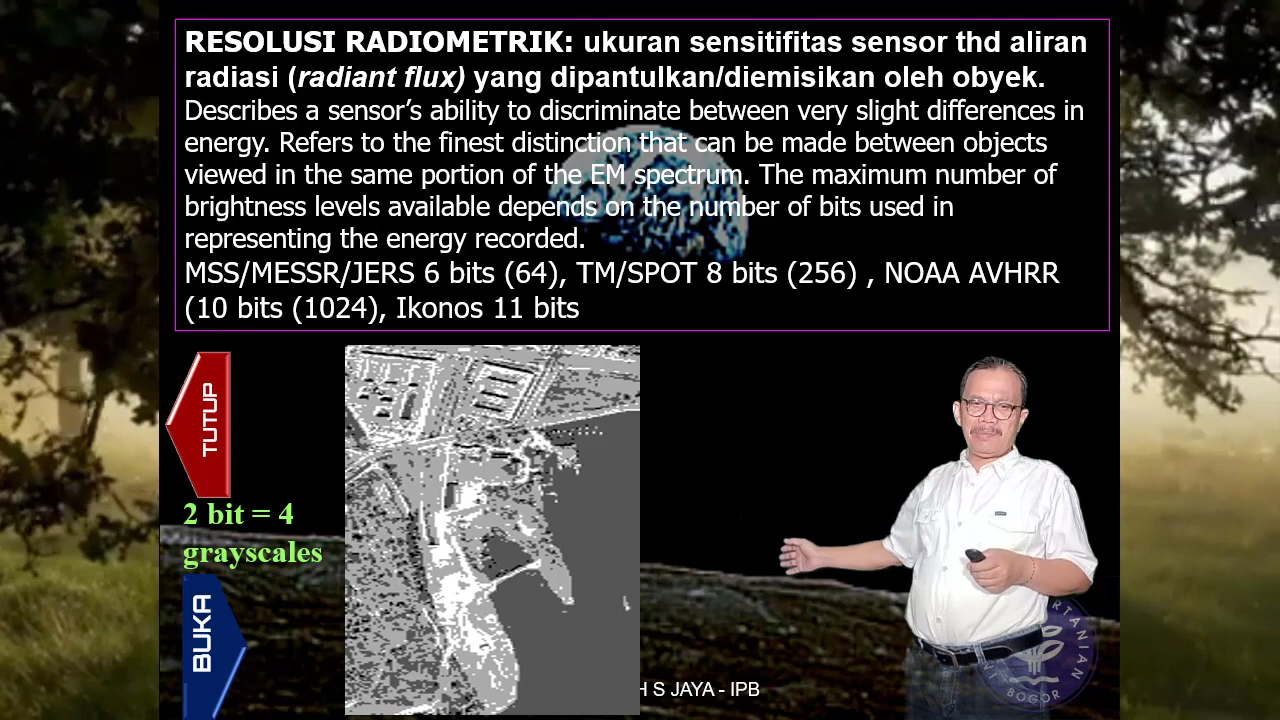 RESOLUSI RADIOMETRIK: ukuran sensitifitas sensor thd aliran
radiasi (radiant flux) yang dipantulkan/diemisikan oleh obyek.
Describes a sensor’s ability to discriminate between very slight differences in
energy. Refers to the finest distinction that can be made between objects
viewed in the same portion of the EM spectrum. The maximum number of
brightness levels available depends on the number of bits used in
representing the energy recorded.
MSS/MESSR/JERS 6 bits (64), TM/SPOT 8 bits (256) , NOAA AVHRR
(10 bits (1024), Ikonos 11 bits
TUTUP
2 bit = 4
grayscales
BUKA
H S JAYA - IPB
BOGOR